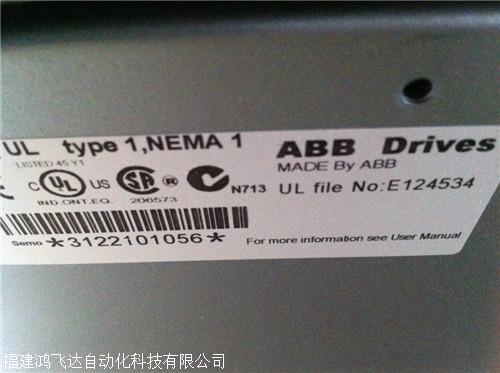 UL type 1,NEMA 1
LISTED 45 Y1
C UL US SA ® N713
IND.ONT.EQ. 206573
ABB Drives
MADE By ABB
UL file No:E124534
*3122101056*
For more information see User Manual
福建鸿飞达自动化科技有限公司